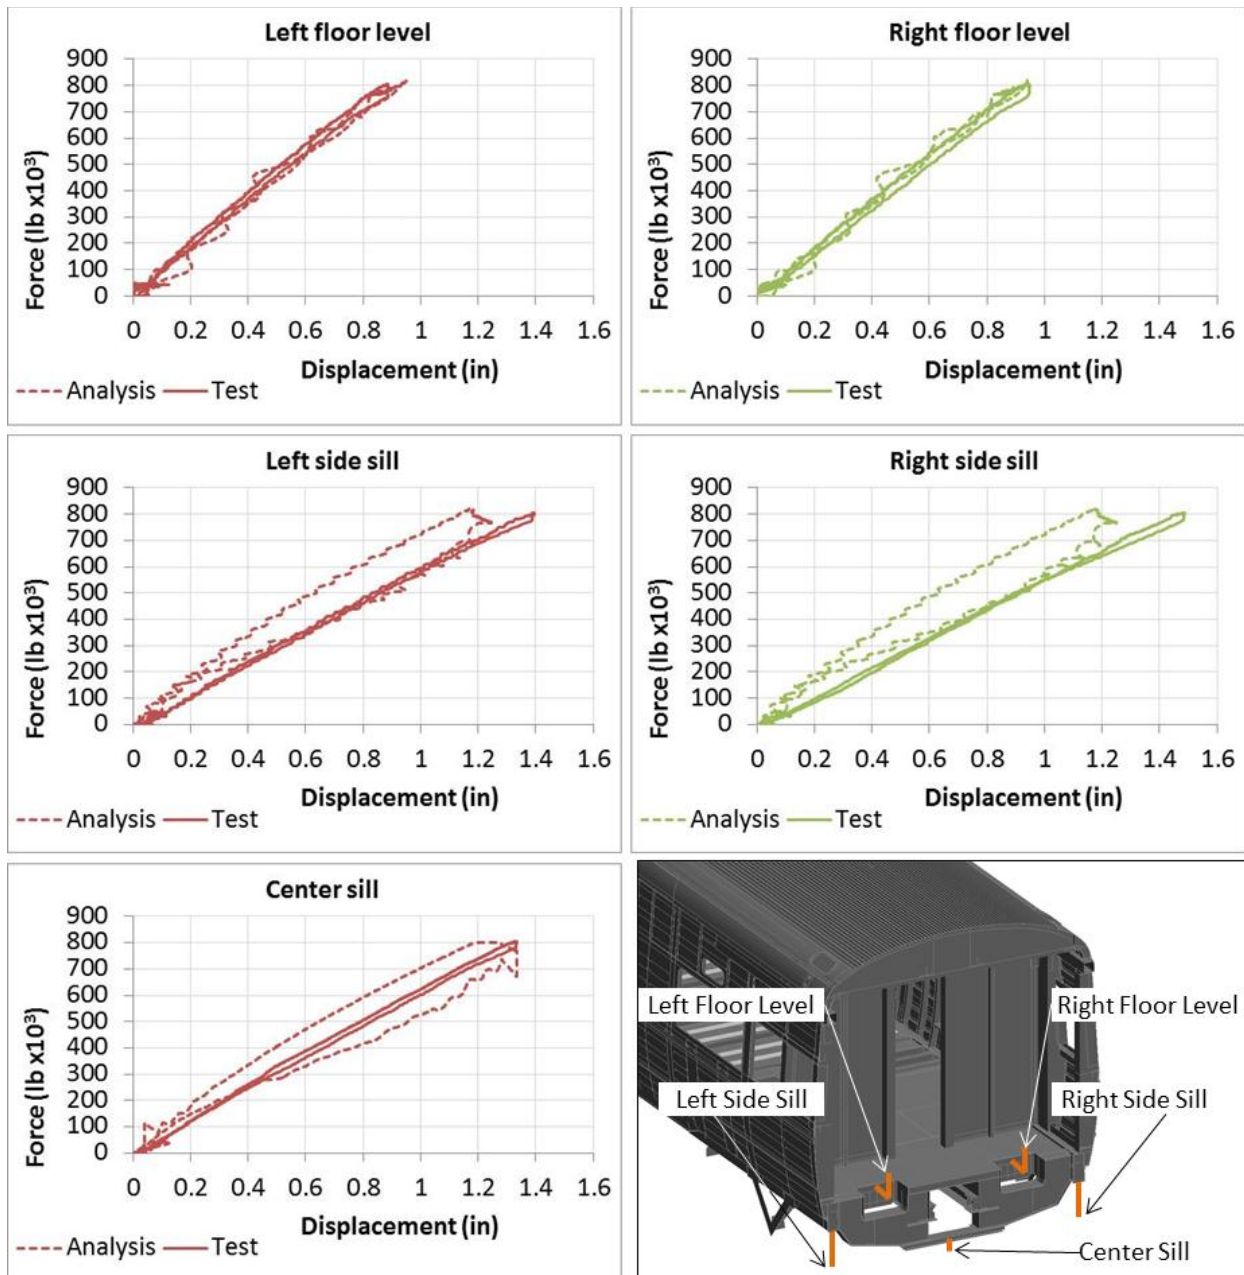 Left floor level
900
800
700
600
500
400
300
200
100
0
Force (lb x10³)
0 0.2 0.4 0.6 0.8 1 1.2 1.4 1.6
Displacement (in)
Analysis Test
Right floor level
900
800
700
600
500
400
300
200
100
0
Force (lb x10³)
0 0.2 0.4 0.6 0.8 1 1.2 1.4 1.6
Displacement (in)
Analysis Test
Left side sill
900
800
700
600
500
400
300
200
100
0
Force (lb x10³)
0 0.2 0.4 0.6 0.8 1 1.2 1.4 1.6
Displacement (in)
Analysis Test
Right side sill
900
800
700
600
500
400
300
200
100
0
Force (lb x10³)
0 0.2 0.4 0.6 0.8 1 1.2 1.4 1.6
Displacement (in)
Analysis Test
Center sill
900
800
700
600
500
400
300
200
100
0
Force (lb x10³)
0 0.2 0.4 0.6 0.8 1 1.2 1.4 1.6
Displacement (in)
Analysis Test
Left Floor Level
Right Floor Level
Left Side Sill
Right Side Sill
Center Sill